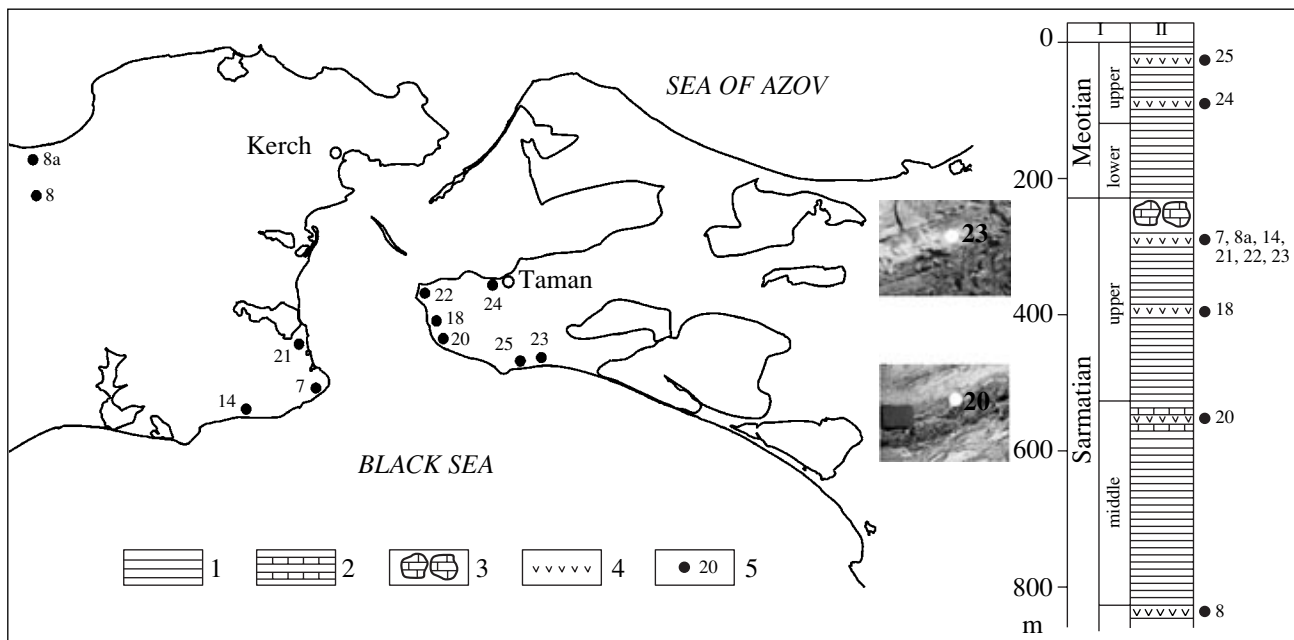 SEA OF AZOV
Kerch
8a
8
Taman
22
24
18
20
25
23
21
7
14
BLACK SEA
1
2
3
4
20
5
23
20
I
II
0
200
400
600
800
m
Meotian
upper
lower
Sarmatian
upper
middle
25
24
7, 8a, 14,
21, 22, 23
18
20
8